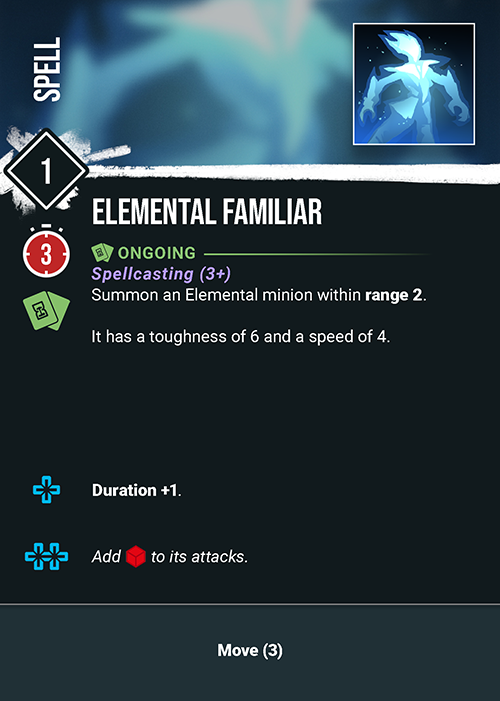 SPELL
1
ELEMENTAL FAMILIAR
3
ONGOING
Spellcasting (3+)
Summon an Elemental minion within range 2.
It has a toughness of 6 and a speed of 4.
Duration +1.
Add to its attacks.
Move (3)